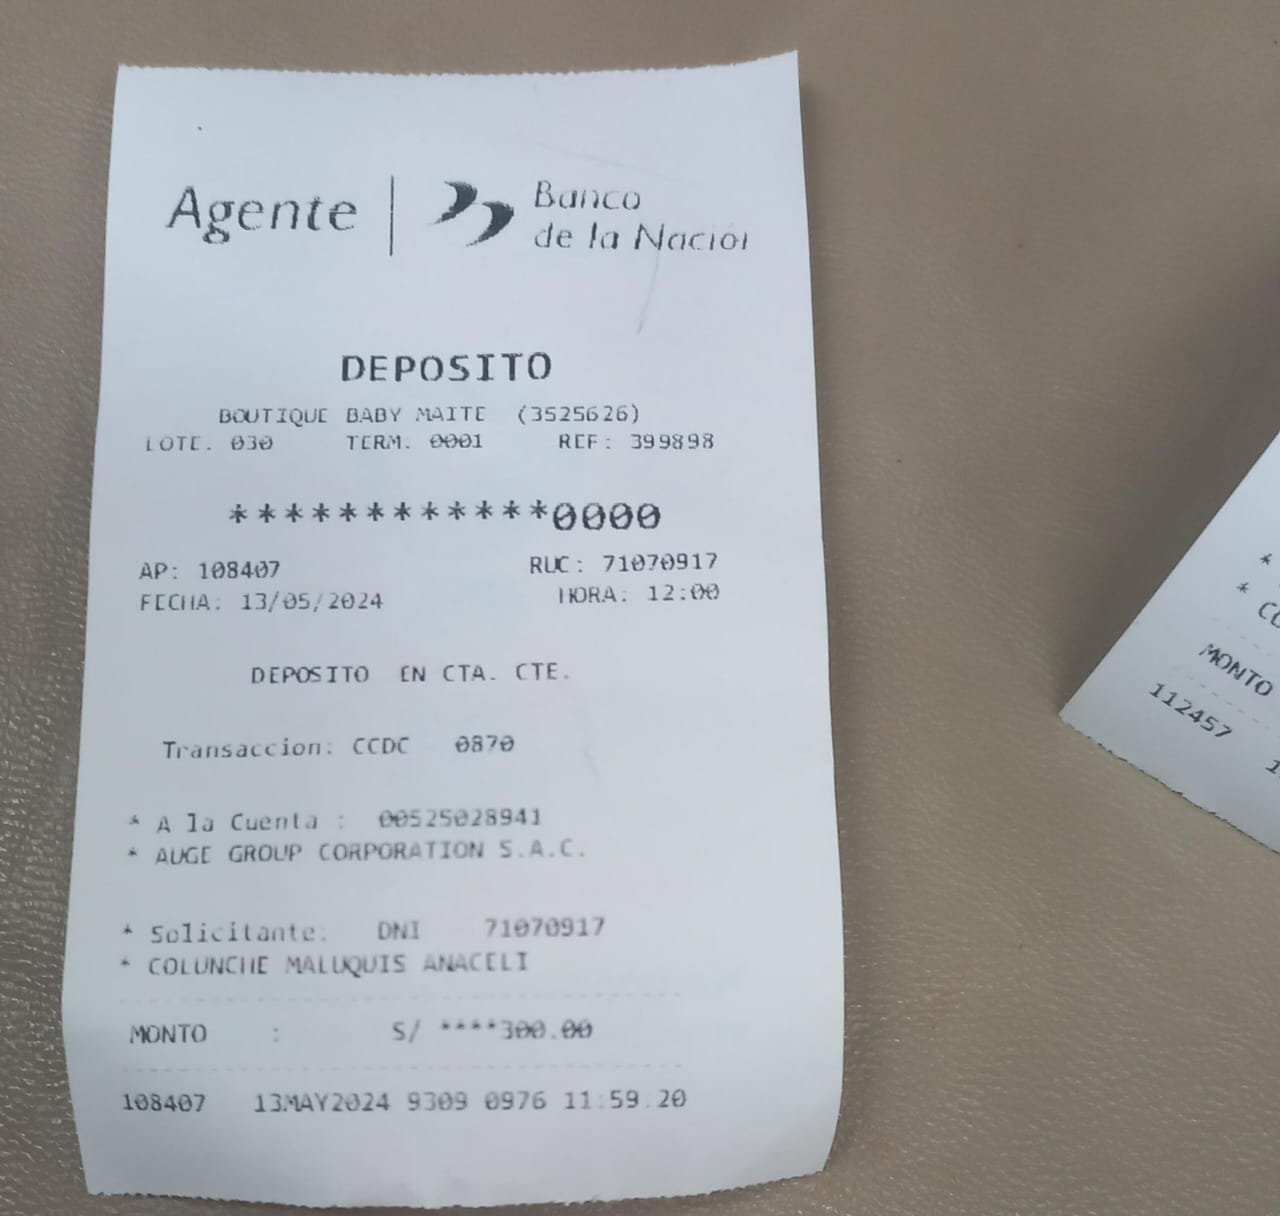 Agente | Banco
de la Nación
DEPOSITO
BOUTIQUE BABY MAITE (3525626)
LOTE. 030 TERM. 0001 REF: 399898
************0000
AP: 108407 RUC: 71070917
FECHA: 13/05/2024 HORA: 12:00
DEPOSITO EN CTA. CTE.
Transaccion: CCDC 0870
* A la Cuenta : 00525028941
* AUGE GROUP CORPORATION S.A.C.
* Solicitante: DNI 71070917
* COLUNCHE MALUQUIS ANACELI
MONTO : S/ ****300.00
108407 13MAY2024 9309 0976 11:59.20
*
* CO
MONTO
112457 1